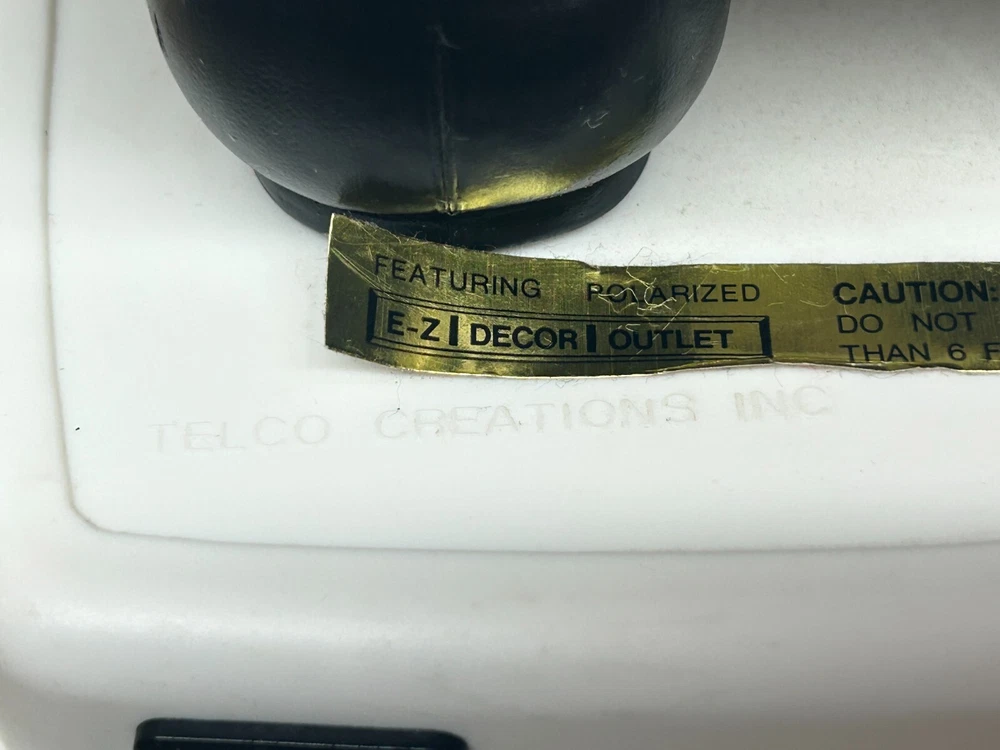 FEATURING POLARIZED
E-Z DECOR OUTLET
CAUTION:
DO NOT
THAN 6 F
TELCO CREATIONS INC